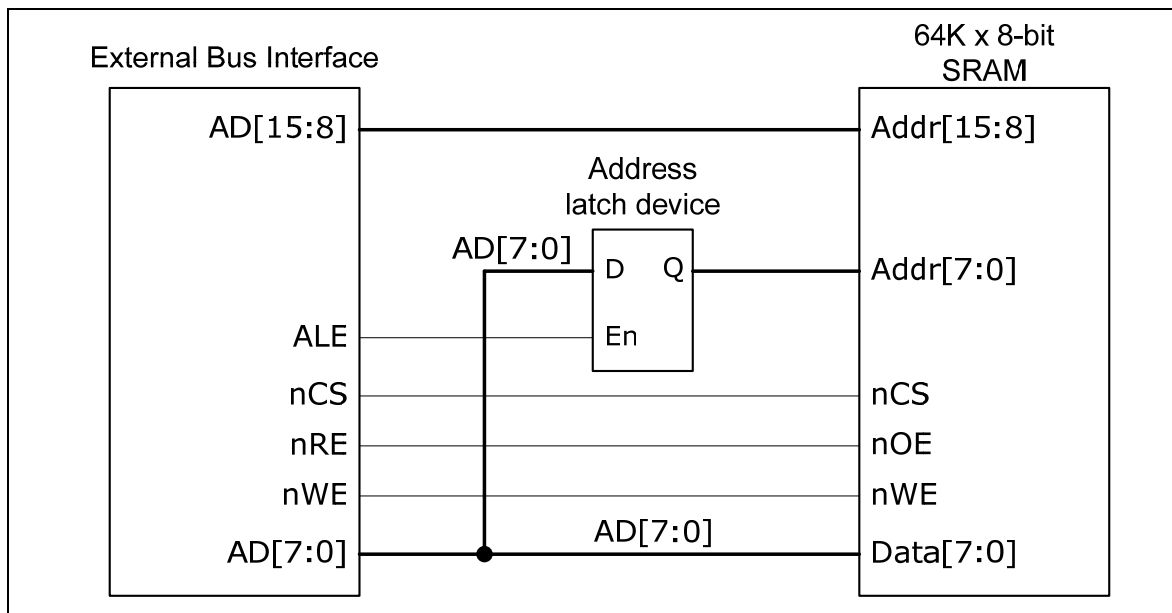 External Bus Interface
64K x 8-bit
SRAM
AD[15:8]
Addr[15:8]
Address
latch device
AD[7:0]
D
Q
Addr[7:0]
ALE
En
nCS
nCS
nRE
nOE
nWE
nWE
AD[7:0]
AD[7:0]
Data[7:0]